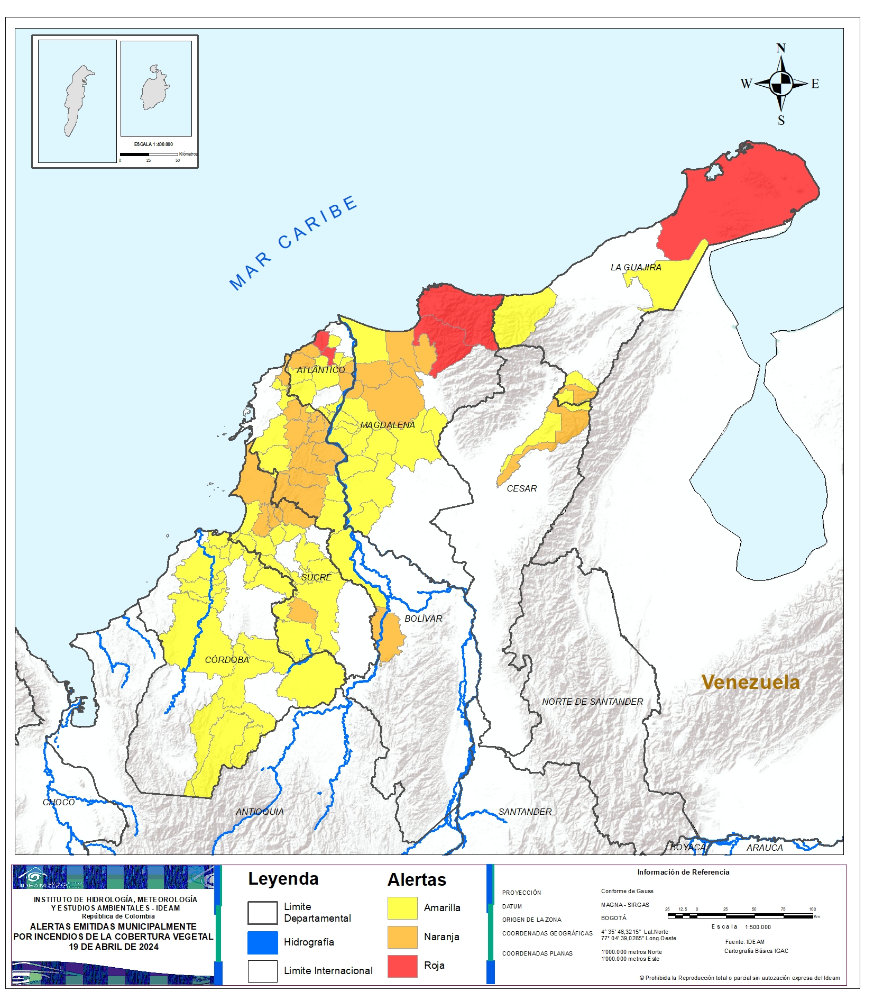 ESCALA 1:400.000
Kilómetros
0 25 50
N
W E
S
MAR CARIBE
LA GUAJIRA
ATLÁNTICO
MAGDALENA
CESAR
SUCRE
BOLÍVAR
CÓRDOBA
Venezuela
NORTE DE SANTANDER
CHOCÓ
ANTIOQUIA
SANTANDER
BOYACÁ
ARAUCA
IDEAM
INSTITUTO DE HIDROLOGÍA, METEOROLOGÍA
Y ESTUDIOS AMBIENTALES - IDEAM
República de Colombia
ALERTAS EMITIDAS MUNICIPALMENTE
POR INCENDIOS DE LA COBERTURA VEGETAL
19 DE ABRIL DE 2024
Leyenda
Limite
Departamental
Hidrografía
Limite Internacional
Alertas
Amarilla
Naranja
Roja
Información de Referencia
PROYECCIÓN Conforme de Gauss
DATUM MAGNA - SIRGAS
ORIGEN DE LA ZONA BOGOTÁ
COORDENADAS GEOGRÁFICAS 4° 35' 46,3215" Lat.Norte
77° 04' 39,0285" Long.Oeste
COORDENADAS PLANAS 1'000.000 metros Norte
1'000.000 metros Este
25 12,5 0 25 50 75 100
Km
Escala 1:500.000
Fuente: IDEAM
Cartografía Básica IGAC
© Prohibida la Reproducción total o parcial sin autozación expresa del Ideam